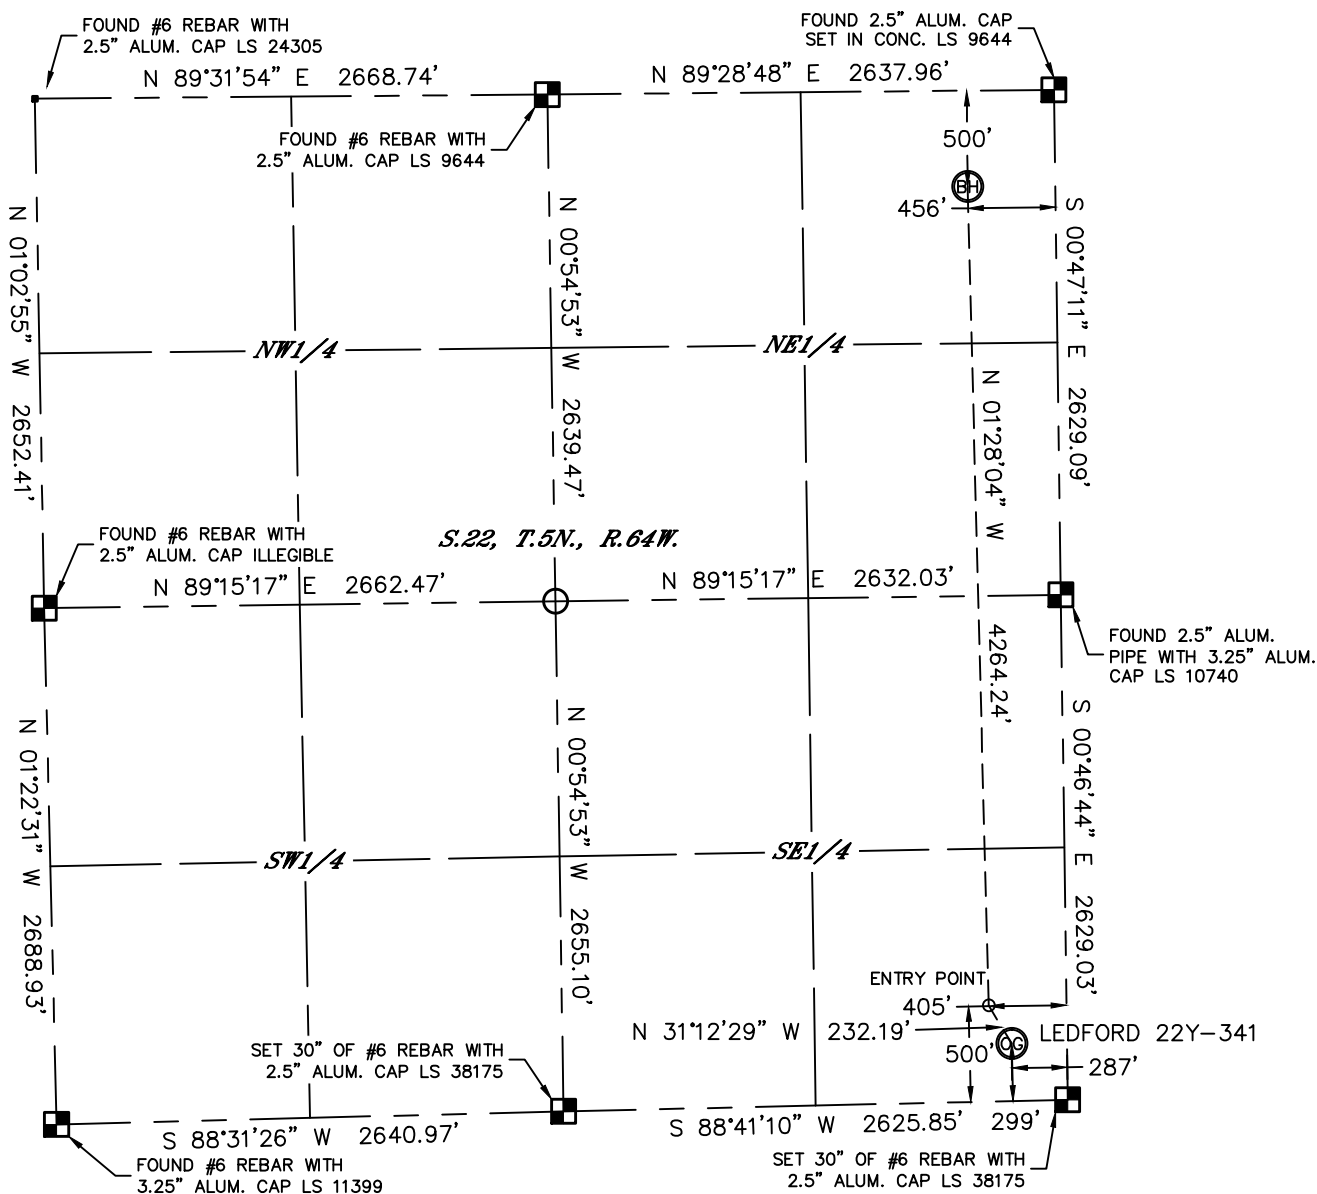 FOUND #6 REBAR WITH
2.5” ALUM. CAP LS 24305
FOUND 2.5” ALUM. CAP
SET IN CONC. LS 9644
N 89°31’54” E 2668.74’
N 89°28’48” E 2637.96’
FOUND #6 REBAR WITH
2.5” ALUM. CAP LS 9644
500’
BH
456’
N 01°02’55” W 2652.41’
N 00°54’53” W 2639.47’
S 00°47’11” E 2629.09’
NW1/4
NE1/4
N 01°28’04” W 4264.24’
FOUND #6 REBAR WITH
2.5” ALUM. CAP ILLEGIBLE
S.22, T.5N., R.64W.
N 89°15’17” E 2662.47’
N 89°15’17” E 2632.03’
FOUND 2.5” ALUM.
PIPE WITH 3.25” ALUM.
CAP LS 10740
N 01°22’31” W 2688.93’
N 00°54’53” W 2655.10’
S 00°46’44” E 2629.03’
SW1/4
SE1/4
ENTRY POINT
405’
N 31°12’29” W 232.19’
LEDFORD 22Y-341
OG
500’
287’
SET 30” OF #6 REBAR WITH
2.5” ALUM. CAP LS 38175
S 88°31’26” W 2640.97’
S 88°41’10” W 2625.85’
299’
FOUND #6 REBAR WITH
3.25” ALUM. CAP LS 11399
SET 30” OF #6 REBAR WITH
2.5” ALUM. CAP LS 38175